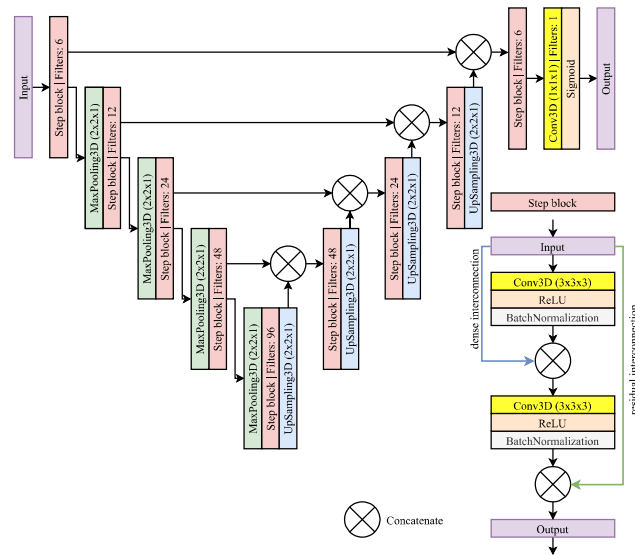 Input
Step block | Filters: 6
MaxPooling3D (2x2x1)
Step block | Filters: 12
MaxPooling3D (2x2x1)
Step block | Filters: 24
MaxPooling3D (2x2x1)
Step block | Filters: 48
MaxPooling3D (2x2x1)
Step block | Filters: 96
UpSampling3D (2x2x1)
Step block | Filters: 48
UpSampling3D (2x2x1)
Step block | Filters: 24
UpSampling3D (2x2x1)
Step block | Filters: 12
UpSampling3D (2x2x1)
Step block | Filters: 6
Conv3D (1x1x1) | Filters: 1
Sigmoid
Output
Step block
Input
dense interconnection
residual interconnection
Conv3D (3x3x3)
ReLU
BatchNormalization
Conv3D (3x3x3)
ReLU
BatchNormalization
Output
Concatenate